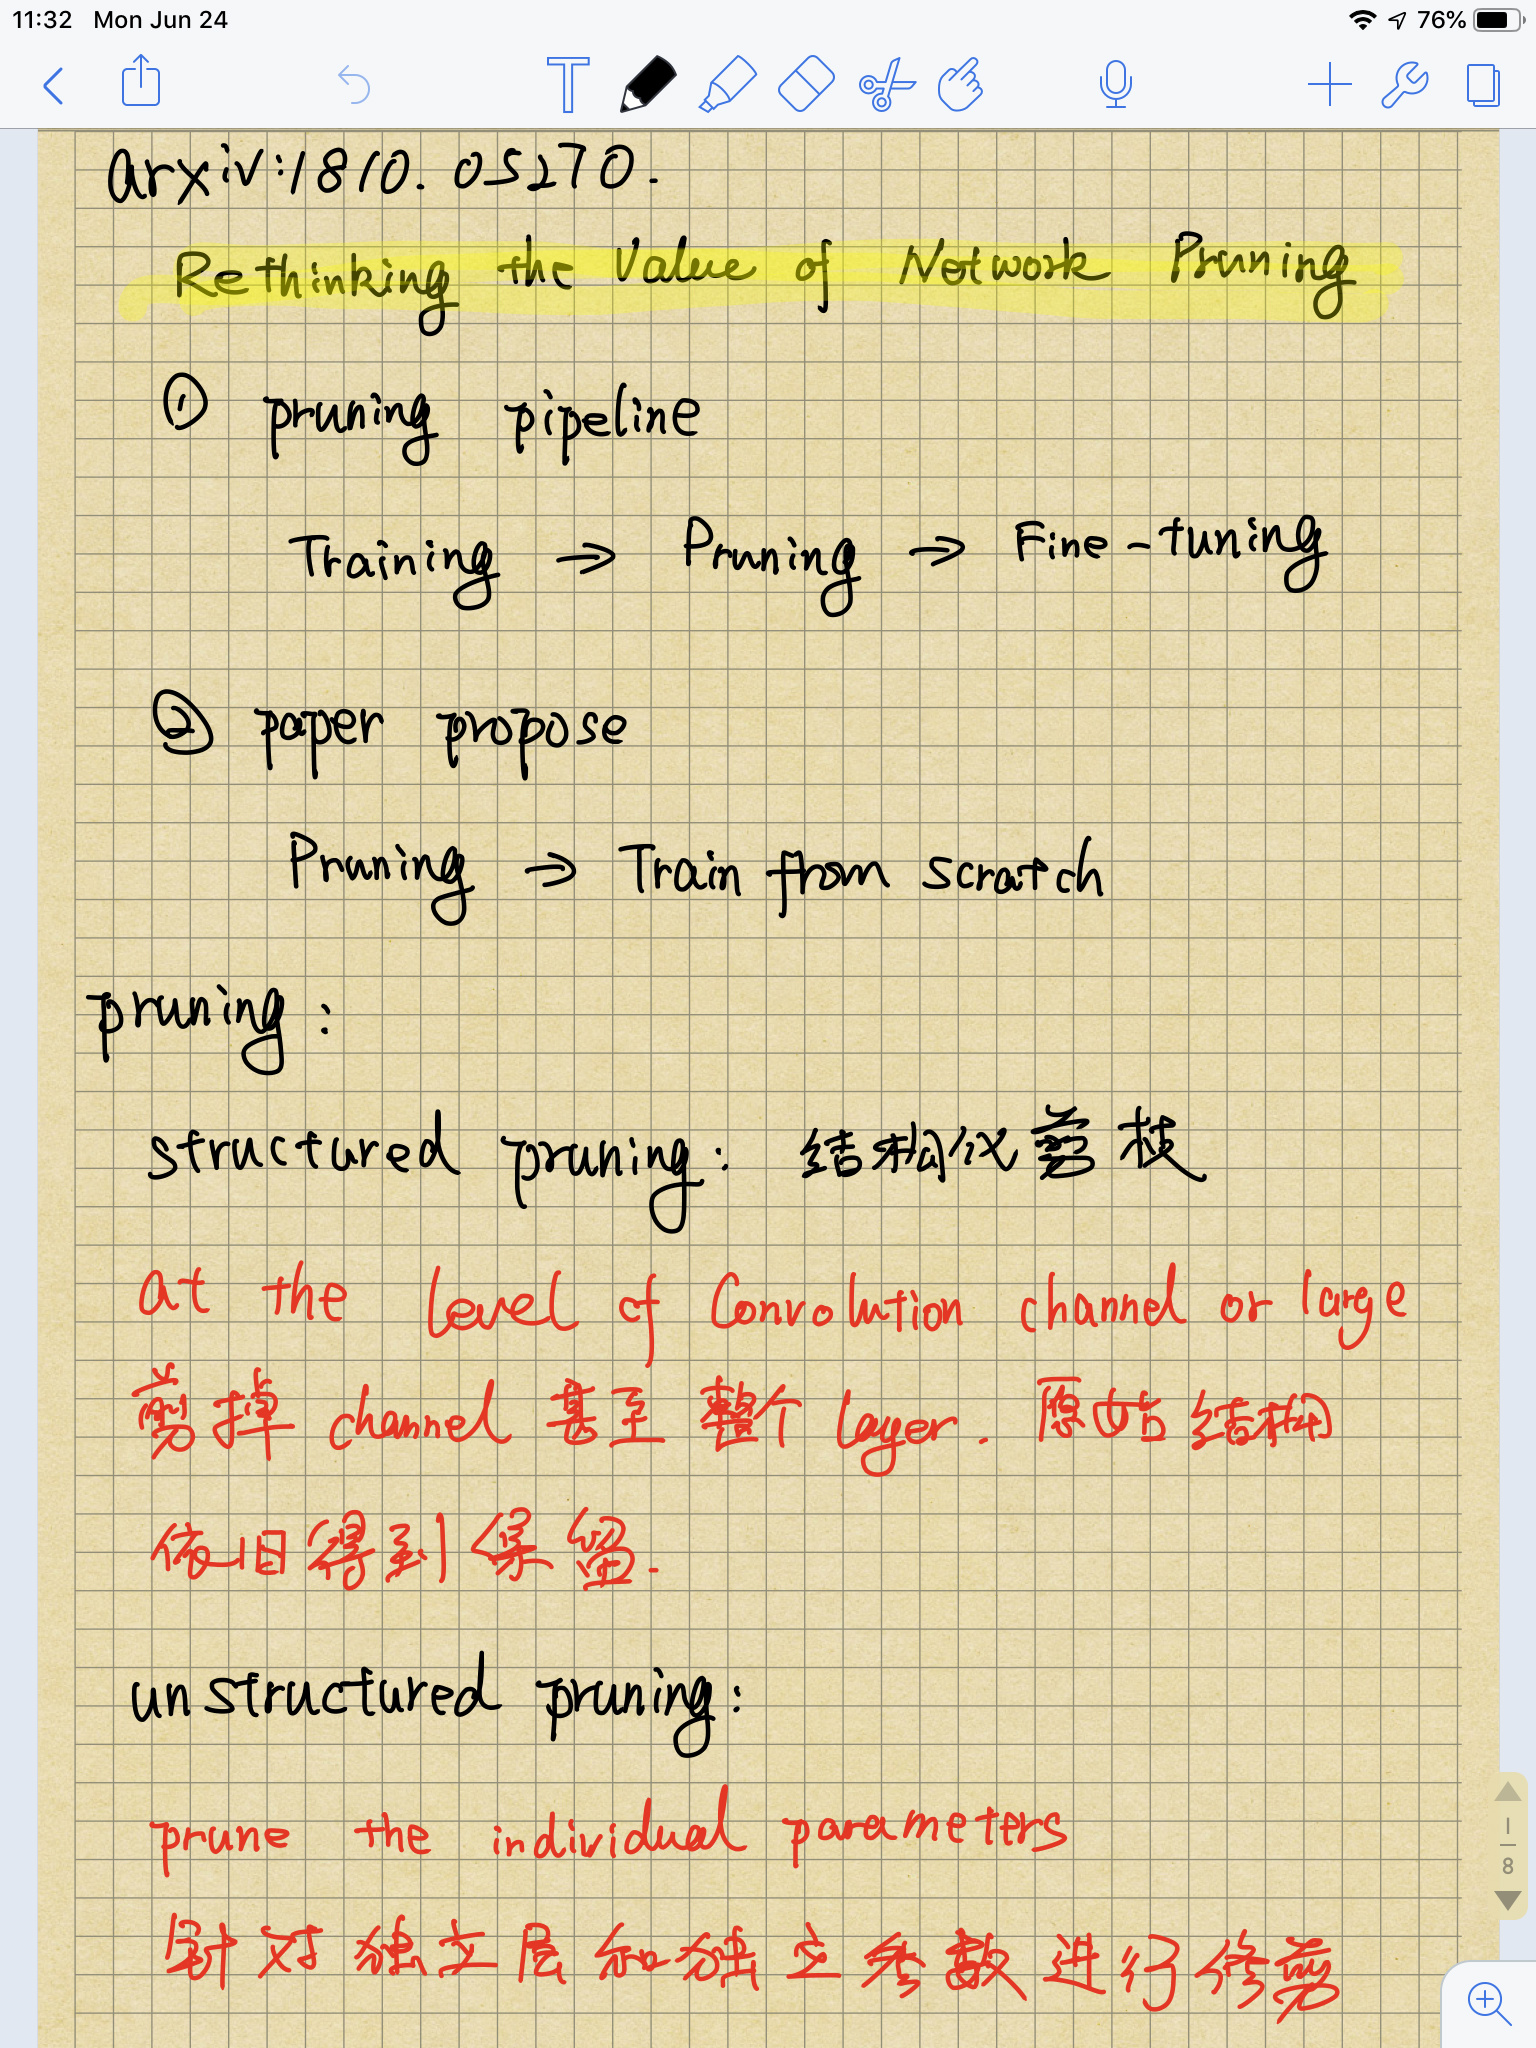 11:32 Mon Jun 24 76%
arxiv:1810.05270.
Rethinking the Value of Network Pruning
① pruning pipeline
Training → Pruning → Fine-tuning
② paper propose
Pruning → Train from scratch
pruning:
structured pruning: 结构仅剪枝
at the level of Convolution channel or large
剪掉 channel 甚至 整个 layer. 原始结构
依旧得到保留.
unstructured pruning:
prune the individual parameters
针对独立层和独立参数进行修剪
1
8